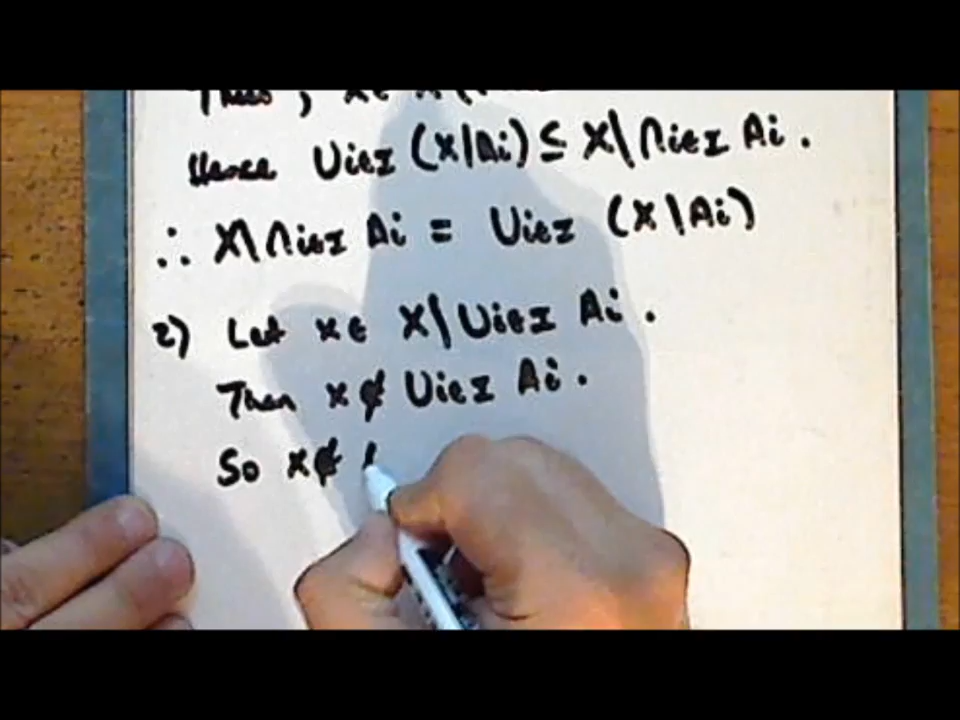 Hence ∪i∈I (X\Ai) ⊆ X\∩i∈I Ai .
∴ X\∩i∈I Ai = ∪i∈I (X\Ai)
2) Let x ∈ X\∪i∈I Ai .
Then x ∉ ∪i∈I Ai .
So x ∉